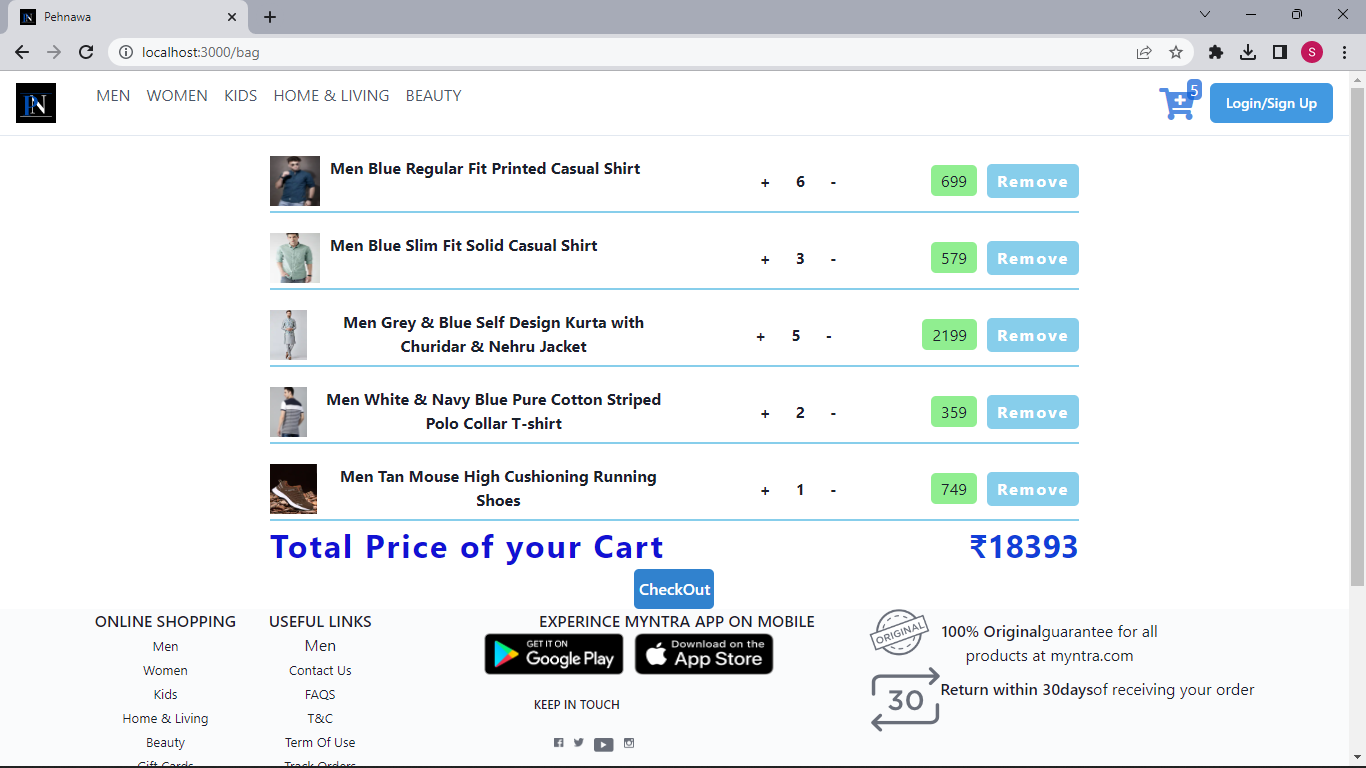 Pehnawa
localhost:3000/bag
S
PN
MEN WOMEN KIDS HOME & LIVING BEAUTY
5
Login/Sign Up
Men Blue Regular Fit Printed Casual Shirt
+ 6 -
699
Remove
Men Blue Slim Fit Solid Casual Shirt
+ 3 -
579
Remove
Men Grey & Blue Self Design Kurta with
Churidar & Nehru Jacket
+ 5 -
2199
Remove
Men White & Navy Blue Pure Cotton Striped
Polo Collar T-shirt
+ 2 -
359
Remove
Men Tan Mouse High Cushioning Running
Shoes
+ 1 -
749
Remove
Total Price of your Cart
₹18393
CheckOut
ONLINE SHOPPING
Men
Women
Kids
Home & Living
Beauty
Gift Cards
USEFUL LINKS
Men
Contact Us
FAQS
T&C
Term Of Use
Track Orders
EXPERINCE MYNTRA APP ON MOBILE
GET IT ON
Google Play
Download on the
App Store
KEEP IN TOUCH
ORIGINAL
100% Originalguarantee for all
products at myntra.com
30
Return within 30daysof receiving your order